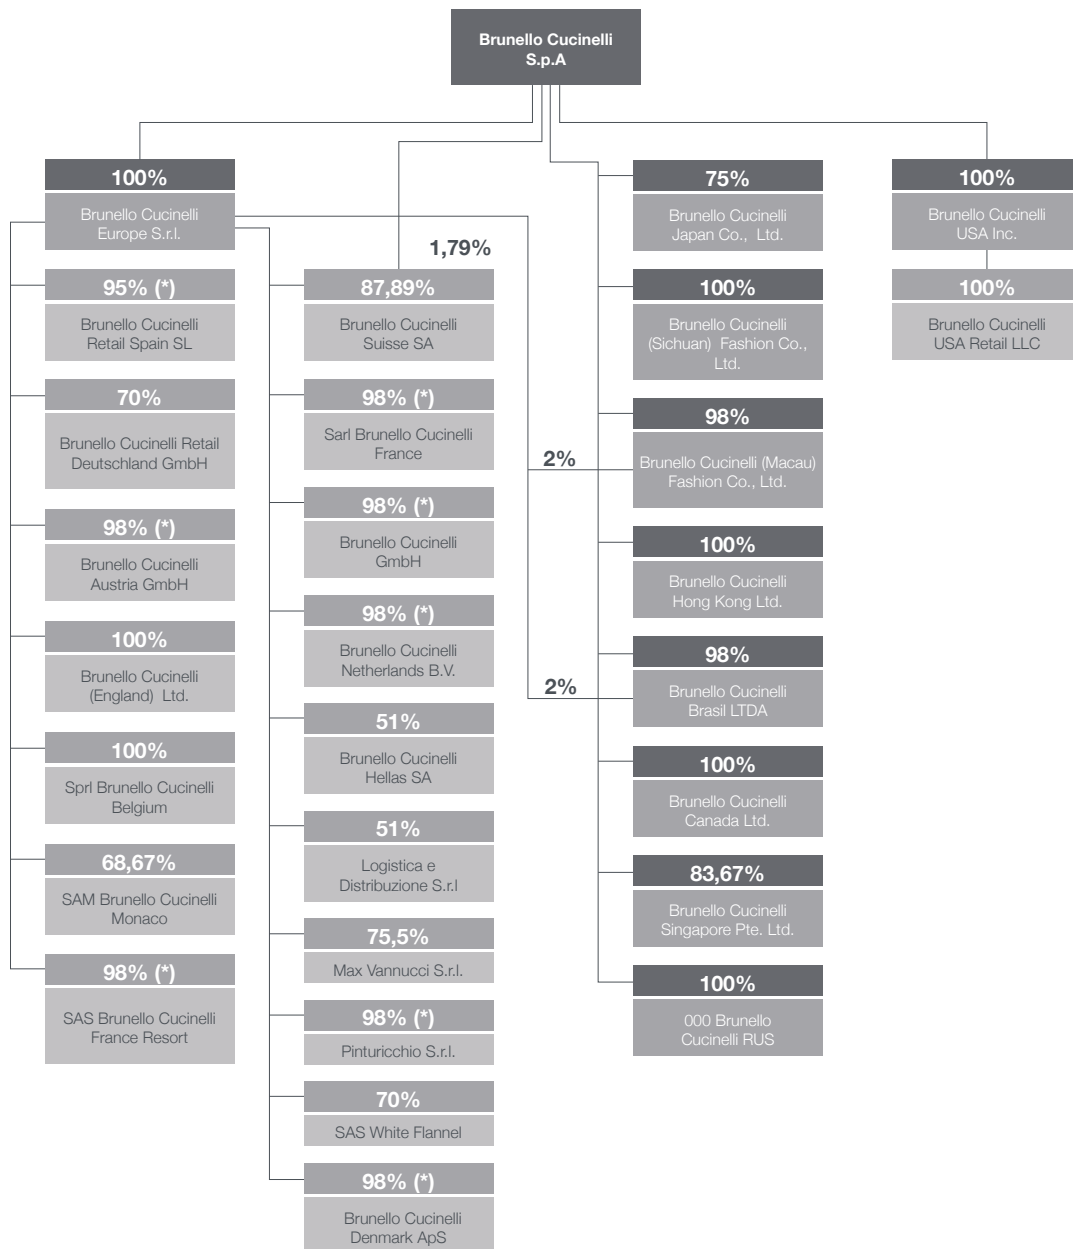 Brunello Cucinelli
S.p.A
100%
Brunello Cucinelli
Europe S.r.l.
95% (*)
Brunello Cucinelli
Retail Spain SL
70%
Brunello Cucinelli Retail
Deutschland GmbH
98% (*)
Brunello Cucinelli
Austria GmbH
100%
Brunello Cucinelli
(England) Ltd.
100%
Sprl Brunello Cucinelli
Belgium
68,67%
SAM Brunello Cucinelli
Monaco
98% (*)
SAS Brunello Cucinelli
France Resort
1,79%
87,89%
Brunello Cucinelli
Suisse SA
98% (*)
Sarl Brunello Cucinelli
France
98% (*)
Brunello Cucinelli
GmbH
98% (*)
Brunello Cucinelli
Netherlands B.V.
51%
Brunello Cucinelli
Hellas SA
51%
Logistica e
Distribuzione S.r.l
75,5%
Max Vannucci S.r.l.
98% (*)
Pinturicchio S.r.l.
70%
SAS White Flannel
98% (*)
Brunello Cucinelli
Denmark ApS
2%
2%
75%
Brunello Cucinelli
Japan Co., Ltd.
100%
Brunello Cucinelli
(Sichuan) Fashion Co.,
Ltd.
98%
Brunello Cucinelli (Macau)
Fashion Co., Ltd.
100%
Brunello Cucinelli
Hong Kong Ltd.
98%
Brunello Cucinelli
Brasil LTDA
100%
Brunello Cucinelli
Canada Ltd.
83,67%
Brunello Cucinelli
Singapore Pte. Ltd.
100%
000 Brunello
Cucinelli RUS
100%
Brunello Cucinelli
USA Inc.
100%
Brunello Cucinelli
USA Retail LLC